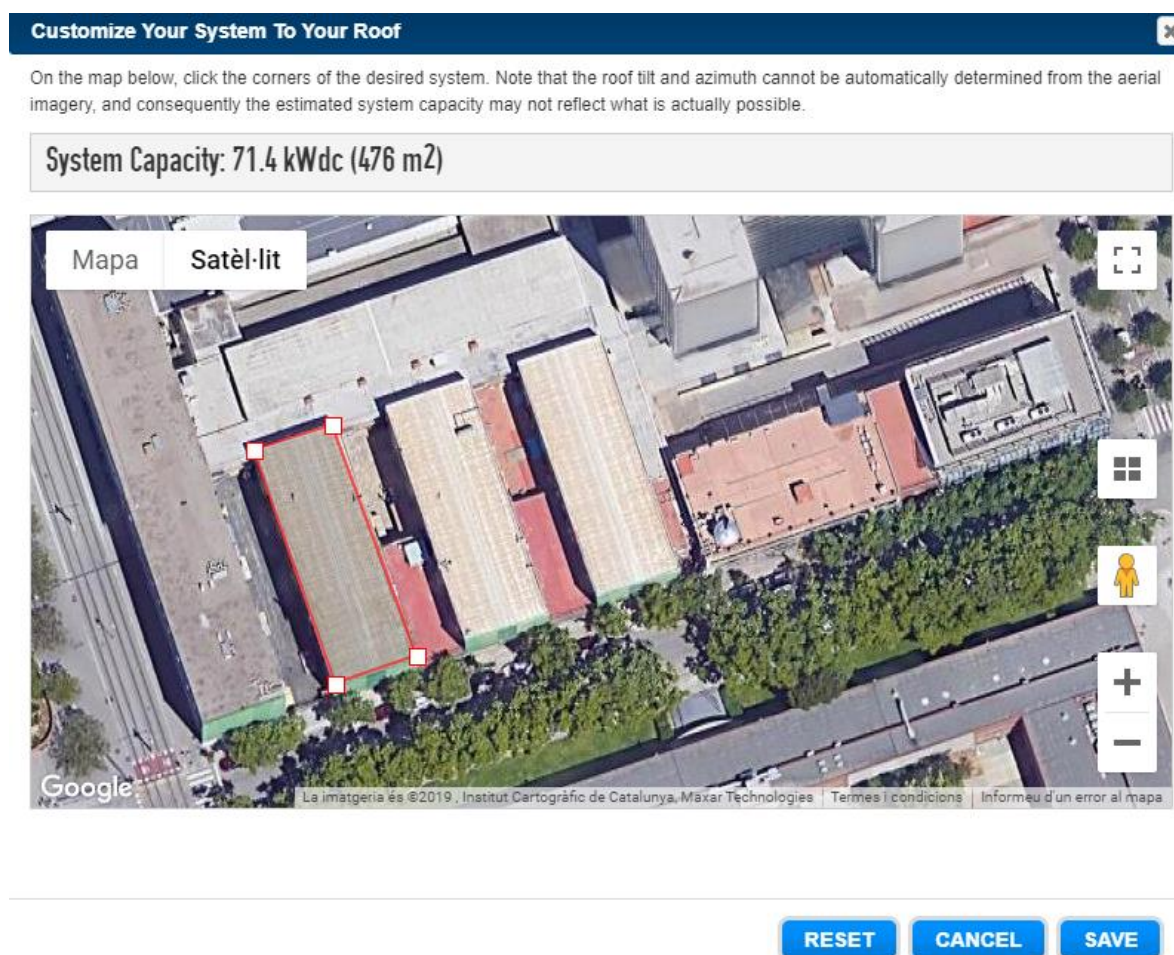 Customize Your System To Your Roof
On the map below, click the corners of the desired system. Note that the roof tilt and azimuth cannot be automatically determined from the aerial
imagery, and consequently the estimated system capacity may not reflect what is actually possible.
System Capacity: 71.4 kWdc (476 m2)
Mapa Satèl·lit
Google
La imatgeria és ©2019 , Institut Cartogràfic de Catalunya, Maxar Technologies Termes i condicions Informeu d'un error al mapa
RESET CANCEL SAVE